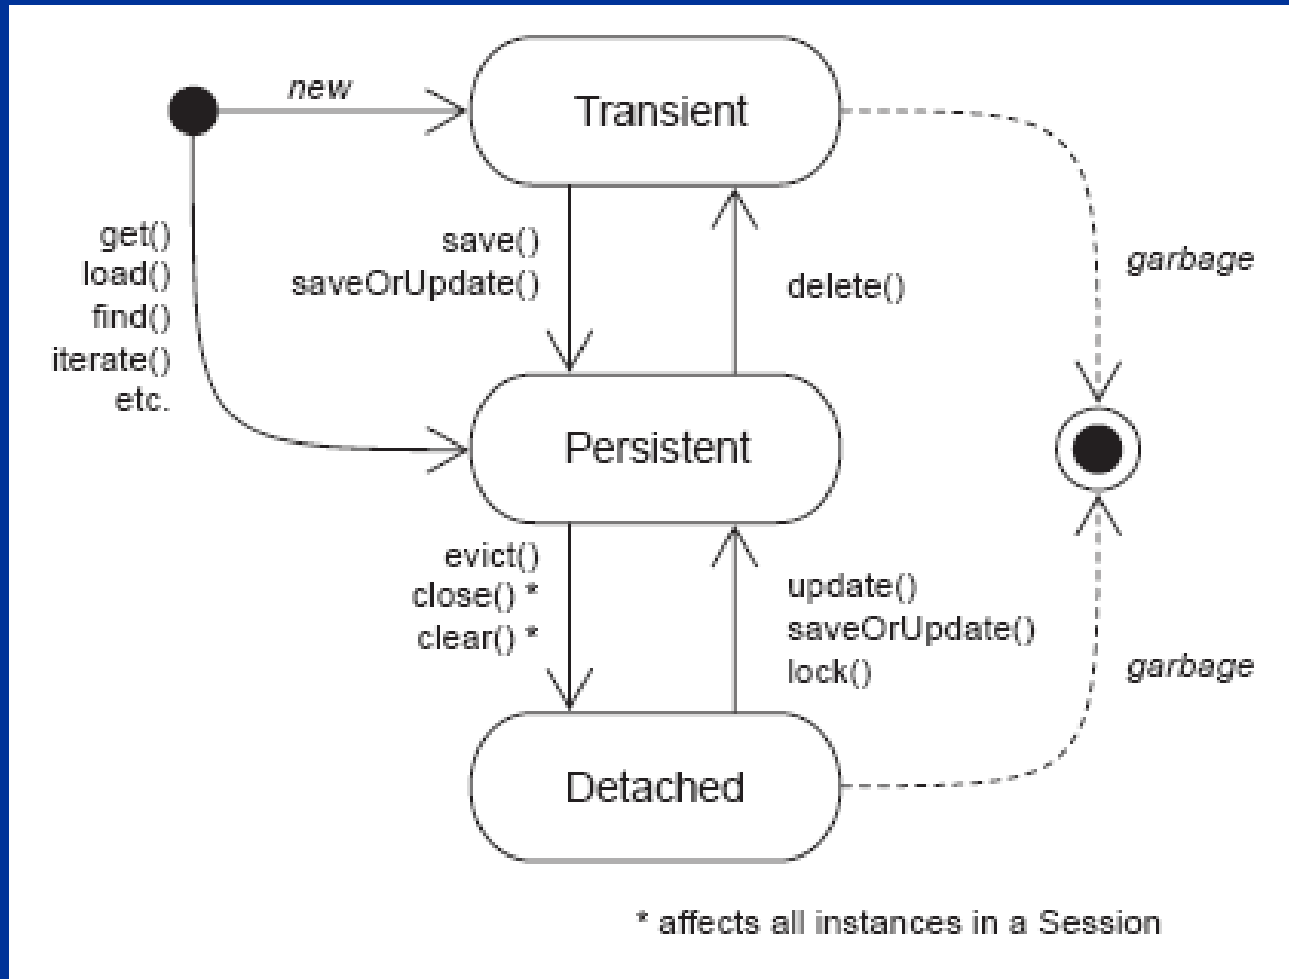 new
Transient
get()
load()
find()
iterate()
etc.
save()
saveOrUpdate()
delete()
garbage
Persistent
evict()
close() *
clear() *
update()
saveOrUpdate()
lock()
garbage
Detached
* affects all instances in a Session